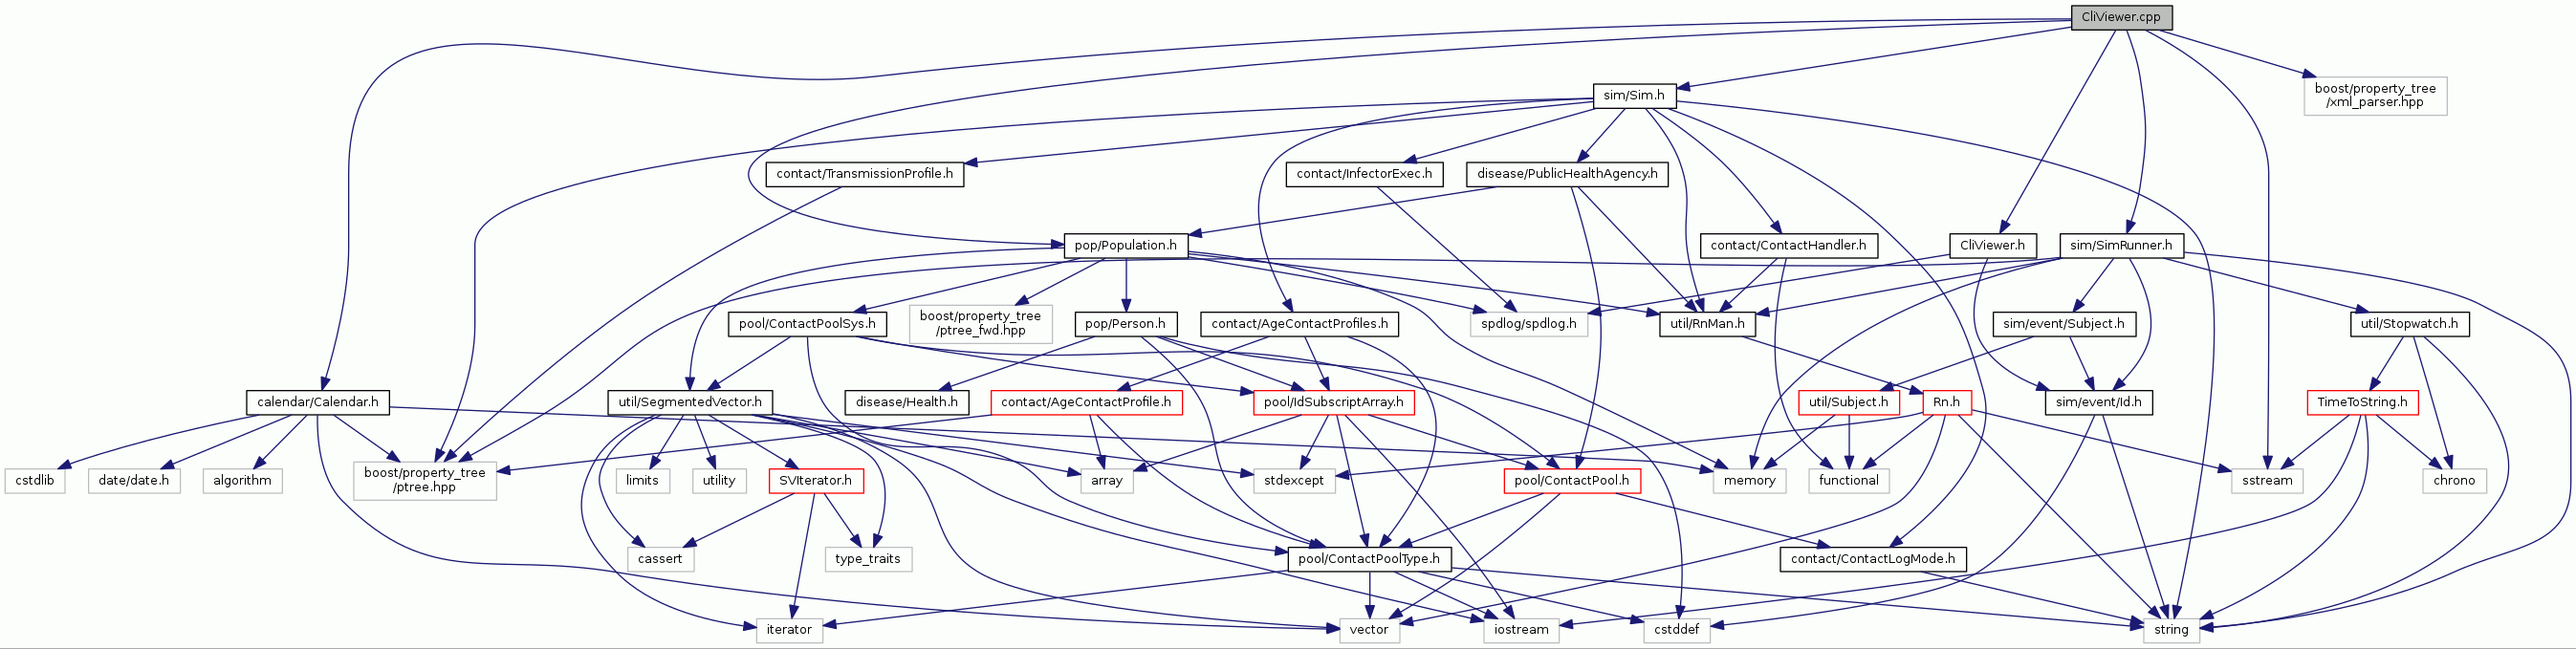 CliViewer.cpp
sim/Sim.h
boost/property_tree
/xml_parser.hpp
contact/TransmissionProfile.h
contact/InfectorExec.h
disease/PublicHealthAgency.h
pop/Population.h
contact/ContactHandler.h
CliViewer.h
sim/SimRunner.h
pool/ContactPoolSys.h
boost/property_tree
/ptree_fwd.hpp
pop/Person.h
contact/AgeContactProfiles.h
spdlog/spdlog.h
util/RnMan.h
sim/event/Subject.h
util/Stopwatch.h
calendar/Calendar.h
util/SegmentedVector.h
disease/Health.h
contact/AgeContactProfile.h
pool/IdSubscriptArray.h
util/Subject.h
Rn.h
sim/event/Id.h
TimeToString.h
cstdlib
date/date.h
algorithm
boost/property_tree
/ptree.hpp
limits
utility
SVIterator.h
array
stdexcept
pool/ContactPool.h
memory
functional
sstream
chrono
cassert
type_traits
pool/ContactPoolType.h
contact/ContactLogMode.h
iterator
vector
iostream
cstddef
string